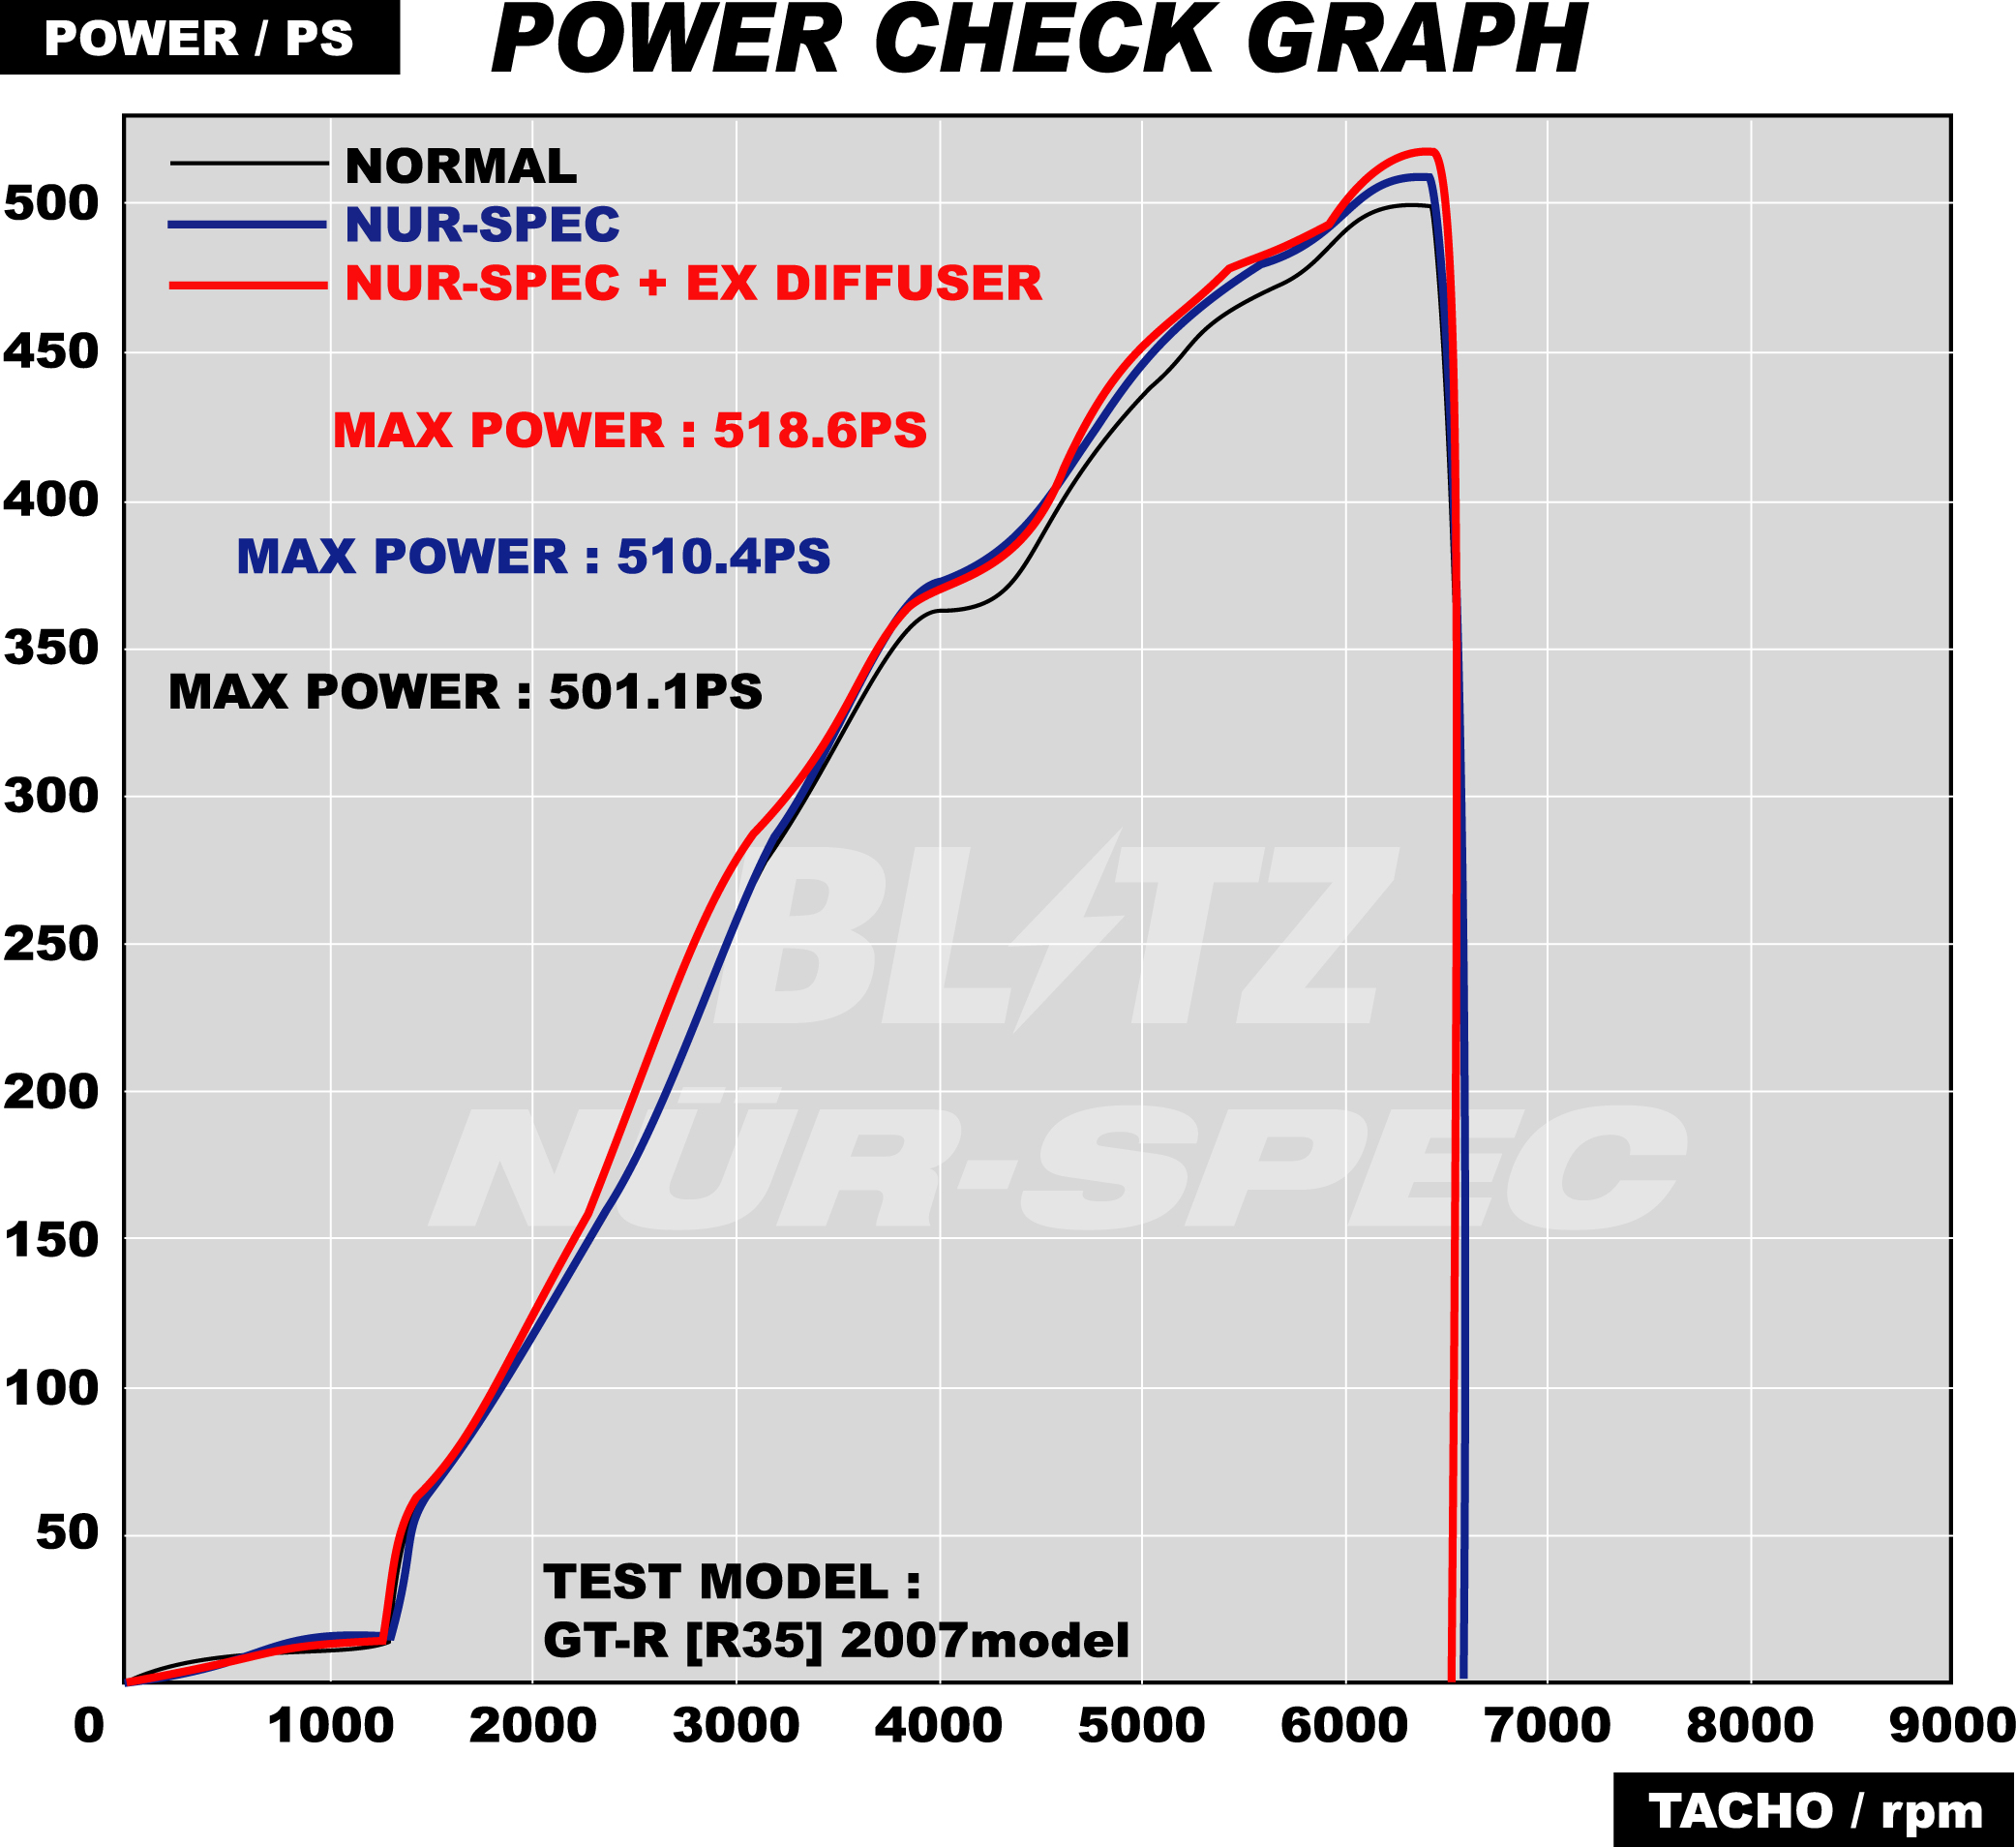 POWER / PS
POWER CHECK GRAPH
NORMAL
NUR-SPEC
NUR-SPEC + EX DIFFUSER
MAX POWER : 518.6PS
MAX POWER : 510.4PS
MAX POWER : 501.1PS
500
450
400
350
300
250
200
150
100
50
BLITZ
NÜR-SPEC
TEST MODEL :
GT-R [R35] 2007model
0 1000 2000 3000 4000 5000 6000 7000 8000 9000
TACHO / rpm